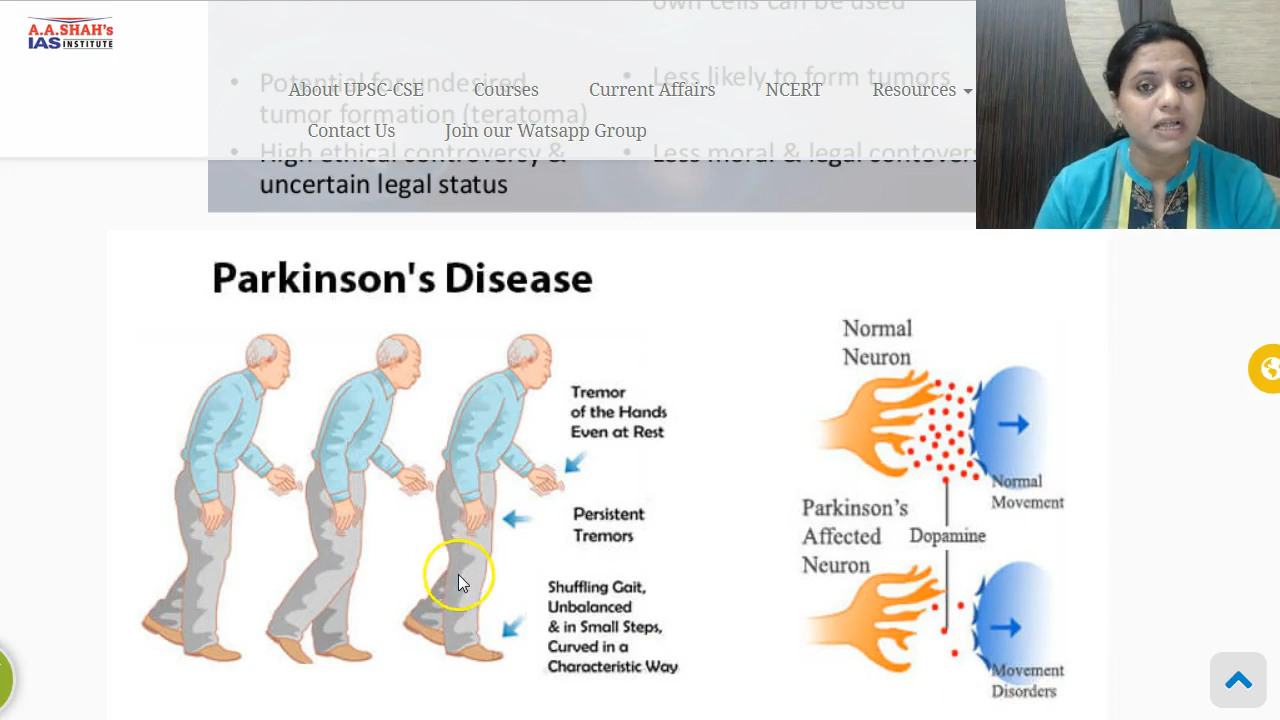 own cells can be used
A.A.SHAH's
IAS INSTITUTE
• Potential for undesired
tumor formation (teratoma)
• Less likely to form tumors
About UPSC-CSE
Courses
Current Affairs
NCERT
Resources
Contact Us
Join our Watsapp Group
• High ethical controversy &
uncertain legal status
• Less moral & legal contover
Parkinson's Disease
Tremor
of the Hands
Even at Rest
Persistent
Tremors
Shuffling Gait,
Unbalanced
& in Small Steps,
Curved in a
Characteristic Way
Normal
Neuron
Normal
Movement
Parkinson's
Affected
Neuron
Dopamine
Movement
Disorders